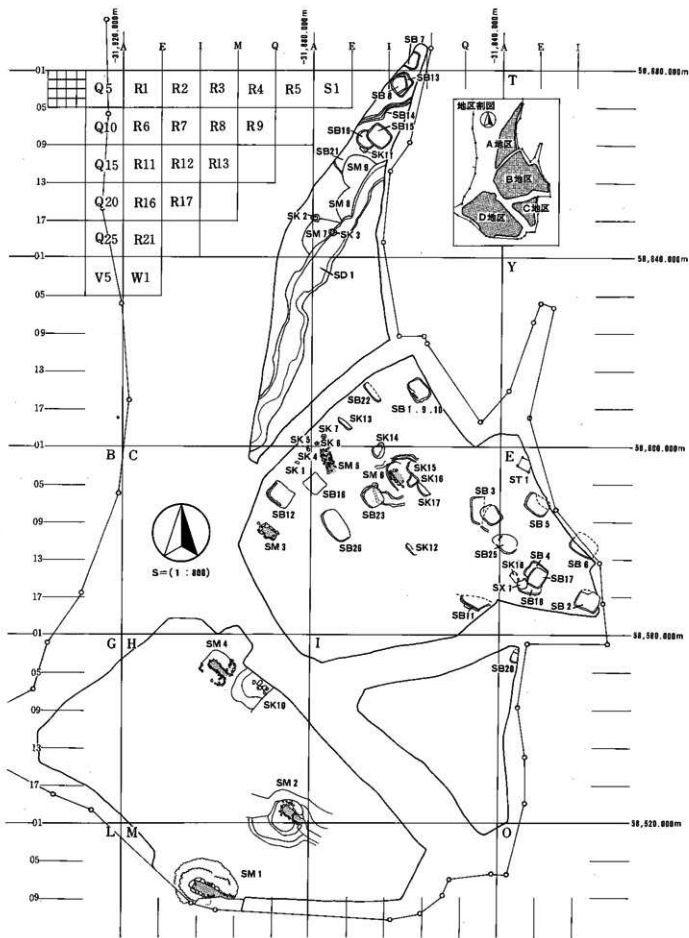 -31,920.000m
-31,880.000m
-31,840.000m
A E I M Q A E I Q A E I
01
05
09
13
17
01
05
09
13
17
01
05
09
13
17
01
05
09
13
17
01
05
09
Q5 R1 R2 R3 R4 R5 S1
Q10 R6 R7 R8 R9
Q15 R11 R12 R13
Q20 R16 R17
Q25 R21
V5 W1
T
Y
B C
E
G H
I
L M
O
58,680.000m
58,640.000m
58,600.000m
58,560.000m
58,520.000m
地区割図
A地区
B地区
C地区
D地区
SB7
SB13
SB8
SB14
SB19
SB15
SK11
SB21
SM9
SM8
SK2
SM7
SK3
SD1
SB22
SB1.9.10
SK13
SK7
SK5
SK6
SK4
SK14
SM5
SK1
SM6
SK15
SK16
SK17
SB16
SB12
SB23
SM3
SB26
SK12
ST1
SB3
SB5
SB25
SB4
SB6
SK18
SB17
SX1
SB18
SB2
SB11
SM4
SK19
SM2
SM1
S=(1:800)